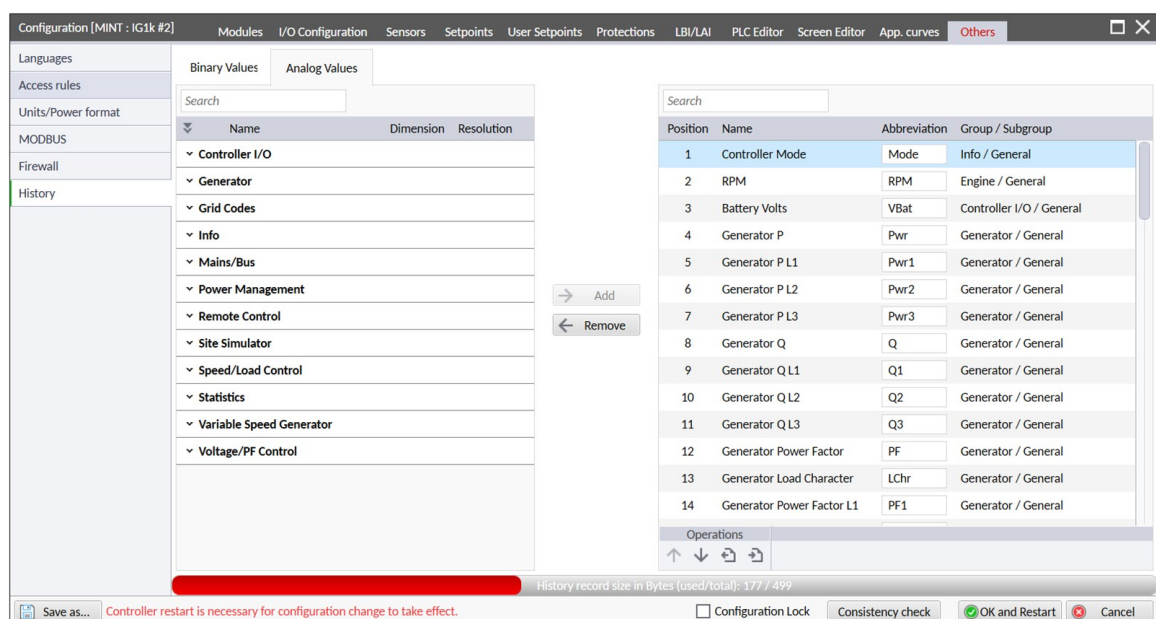 Configuration [MINT : IG1k #2] Modules I/O Configuration Sensors Setpoints User Setpoints Protections LBI/LAI PLC Editor Screen Editor App. curves Others
Languages
Access rules
Units/Power format
MODBUS
Firewall
History
Binary Values Analog Values
Search
Name Dimension Resolution
Controller I/O
Generator
Grid Codes
Info
Mains/Bus
Power Management
Remote Control
Site Simulator
Speed/Load Control
Statistics
Variable Speed Generator
Voltage/PF Control
Add
Remove
Search
Position Name Abbreviation Group / Subgroup
1 Controller Mode Mode Info / General
2 RPM RPM Engine / General
3 Battery Volts VBat Controller I/O / General
4 Generator P Pwr Generator / General
5 Generator P L1 Pwr1 Generator / General
6 Generator P L2 Pwr2 Generator / General
7 Generator P L3 Pwr3 Generator / General
8 Generator Q Q Generator / General
9 Generator Q L1 Q1 Generator / General
10 Generator Q L2 Q2 Generator / General
11 Generator Q L3 Q3 Generator / General
12 Generator Power Factor PF Generator / General
13 Generator Load Character LChr Generator / General
14 Generator Power Factor L1 PF1 Generator / General
Operations
History record size in Bytes (used/total): 177 / 499
Save as... Controller restart is necessary for configuration change to take effect. Configuration Lock Consistency check OK and Restart Cancel